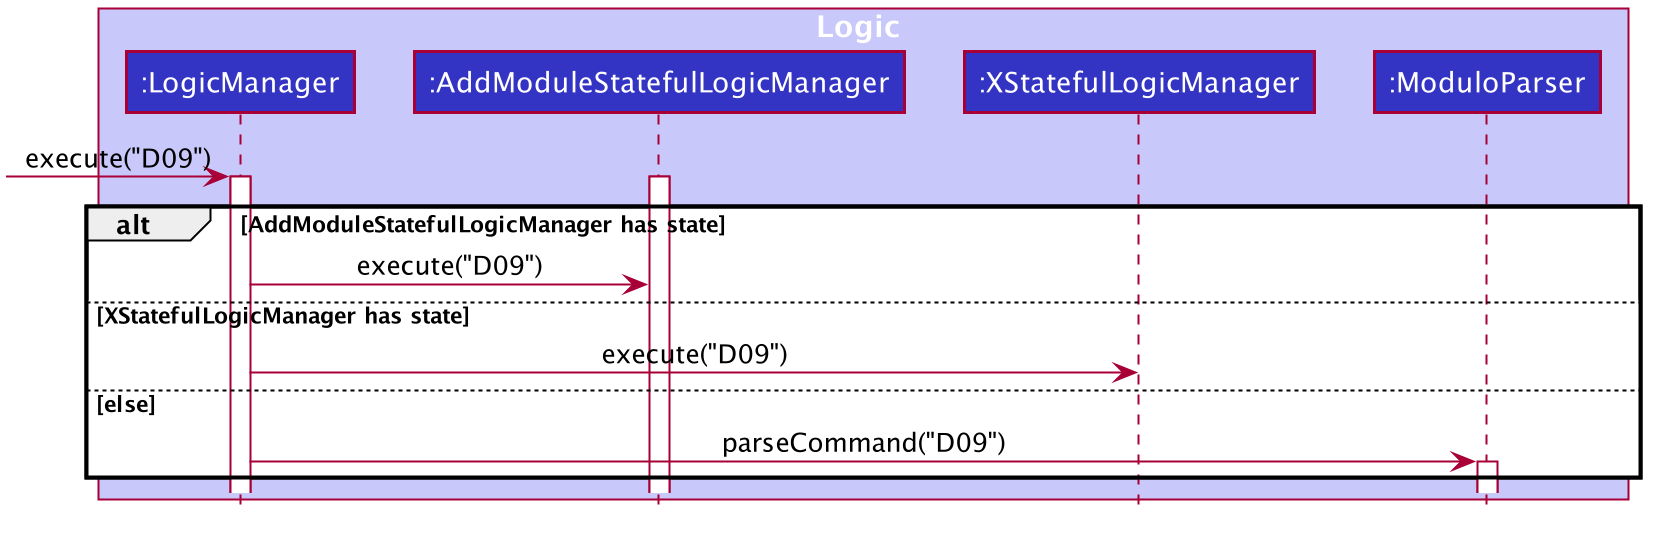 Logic
:LogicManager
:AddModuleStatefulLogicManager
:XStatefulLogicManager
:ModuloParser
execute("D09")
alt
[AddModuleStatefulLogicManager has state]
execute("D09")
[XStatefulLogicManager has state]
execute("D09")
[else]
parseCommand("D09")